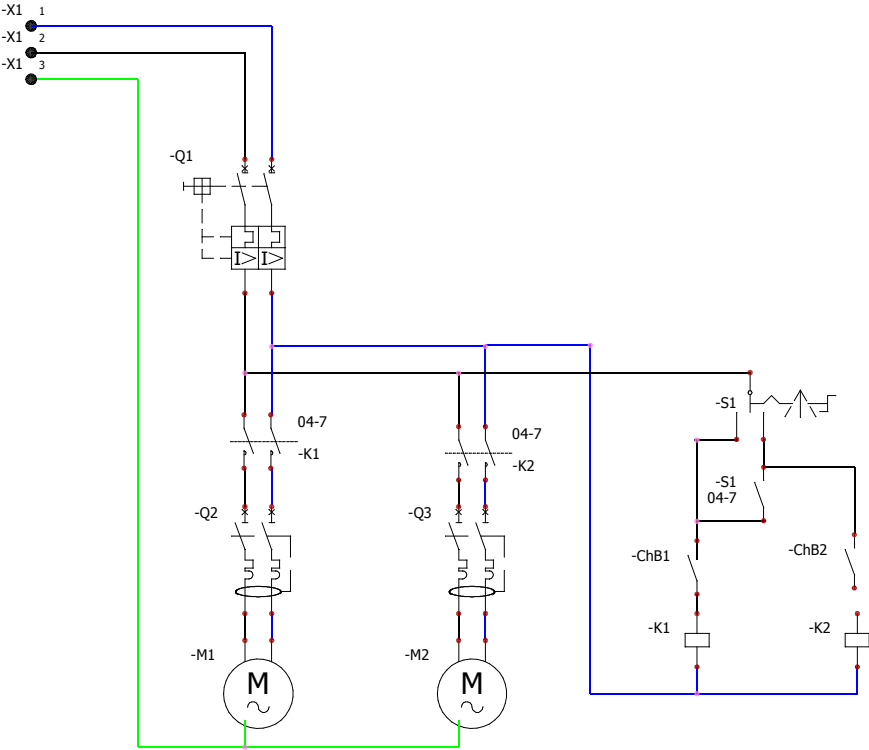 -X1 1
-X1 2
-X1 3
-Q1
I> I>
-S1
04-7
-K1
04-7
-K2
-S1
04-7
-Q2
-Q3
-ChB1
-ChB2
-K1
-K2
-M1
M
-M2
M